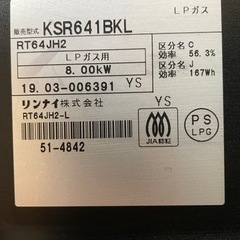 LPガス
販売型式 KSR641BKL
RT64JH2
LPガス用
8.00kW
区分名 C
効率 56.3%
区分名 J
効率 167Wh
19.03-006391 YS
リンナイ株式会社
RT64JH2-L
YS
51-4842
JIA認証
PS
LPG